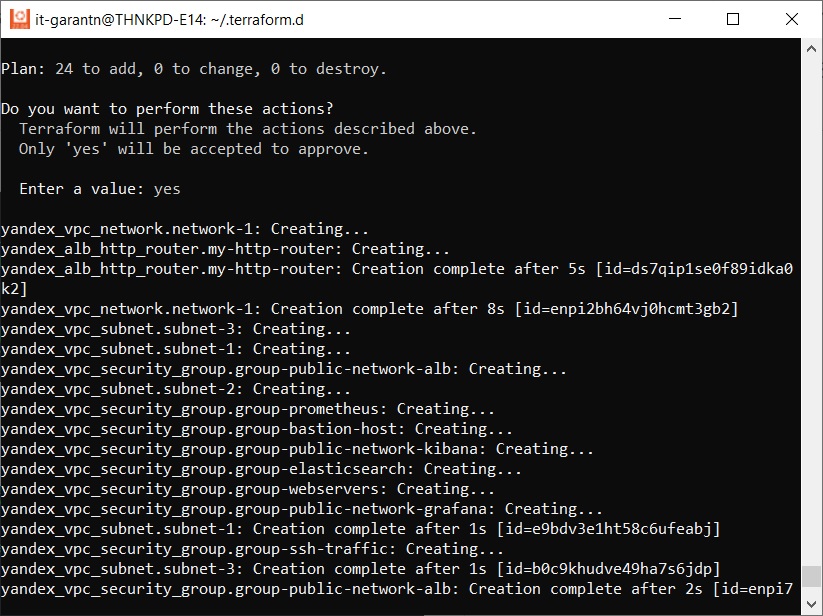 it-garantn@THNKPD-E14: ~/.terraform.d
Plan: 24 to add, 0 to change, 0 to destroy.
Do you want to perform these actions?
Terraform will perform the actions described above.
Only 'yes' will be accepted to approve.
Enter a value: yes
yandex_vpc_network.network-1: Creating...
yandex_alb_http_router.my-http-router: Creating...
yandex_alb_http_router.my-http-router: Creation complete after 5s [id=ds7qip1se0f89idka0
k2]
yandex_vpc_network.network-1: Creation complete after 8s [id=enpi2bh64vj0hcmt3gb2]
yandex_vpc_subnet.subnet-3: Creating...
yandex_vpc_subnet.subnet-1: Creating...
yandex_vpc_security_group.group-public-network-alb: Creating...
yandex_vpc_subnet.subnet-2: Creating...
yandex_vpc_security_group.group-prometheus: Creating...
yandex_vpc_security_group.group-bastion-host: Creating...
yandex_vpc_security_group.group-public-network-kibana: Creating...
yandex_vpc_security_group.group-elasticsearch: Creating...
yandex_vpc_security_group.group-webservers: Creating...
yandex_vpc_security_group.group-public-network-grafana: Creating...
yandex_vpc_subnet.subnet-1: Creation complete after 1s [id=e9bdv3e1ht58c6ufeabj]
yandex_vpc_security_group.group-ssh-traffic: Creating...
yandex_vpc_subnet.subnet-3: Creation complete after 1s [id=b0c9khudve49ha7s6jdp]
yandex_vpc_security_group.group-public-network-alb: Creation complete after 2s [id=enpi7